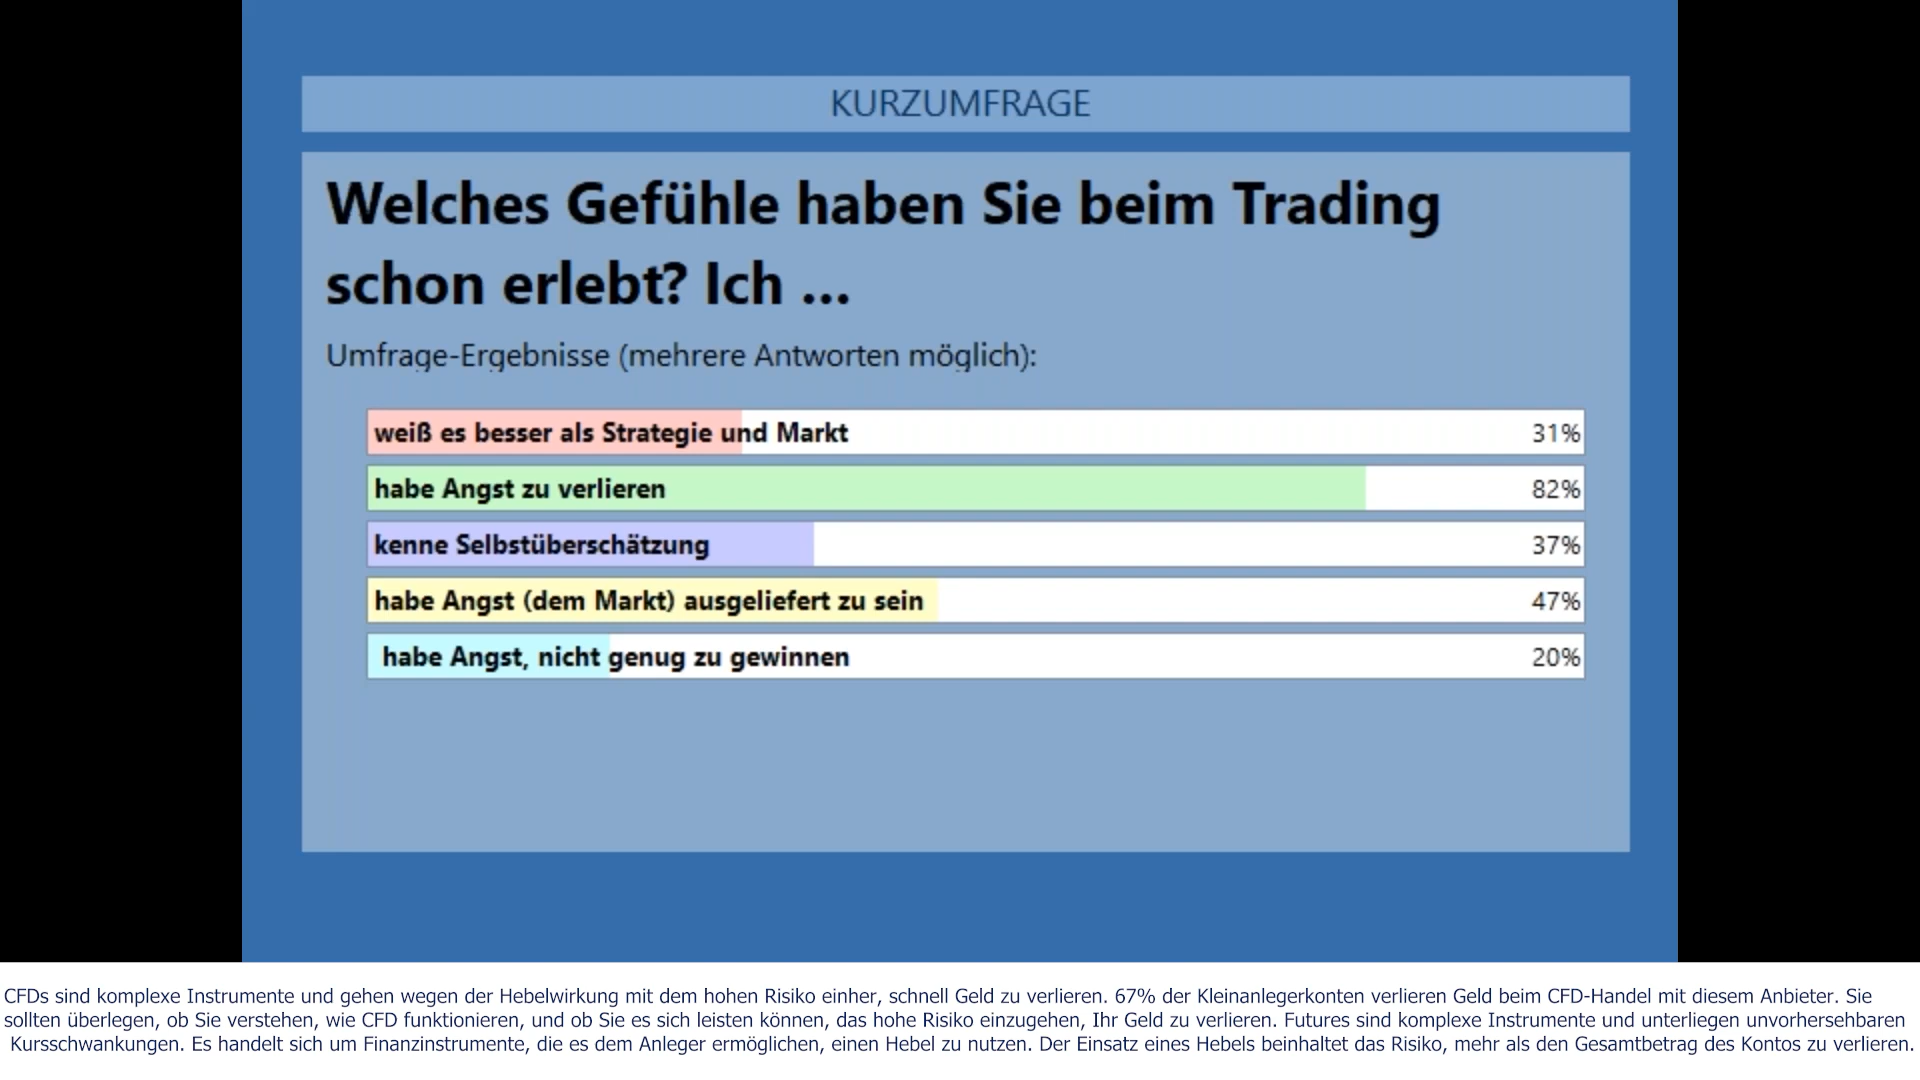 KURZUMFRAGE
Welches Gefühle haben Sie beim Trading
schon erlebt? Ich ...
Umfrage-Ergebnisse (mehrere Antworten möglich):
weiß es besser als Strategie und Markt 31%
habe Angst zu verlieren 82%
kenne Selbstüberschätzung 37%
habe Angst (dem Markt) ausgeliefert zu sein 47%
habe Angst, nicht genug zu gewinnen 20%
CFDs sind komplexe Instrumente und gehen wegen der Hebelwirkung mit dem hohen Risiko einher, schnell Geld zu verlieren. 67% der Kleinanlegerkonten verlieren Geld beim CFD-Handel mit diesem Anbieter. Sie
sollten überlegen, ob Sie verstehen, wie CFD funktionieren, und ob Sie es sich leisten können, das hohe Risiko einzugehen, Ihr Geld zu verlieren. Futures sind komplexe Instrumente und unterliegen unvorhersehbaren
Kursschwankungen. Es handelt sich um Finanzinstrumente, die es dem Anleger ermöglichen, einen Hebel zu nutzen. Der Einsatz eines Hebels beinhaltet das Risiko, mehr als den Gesamtbetrag des Kontos zu verlieren.